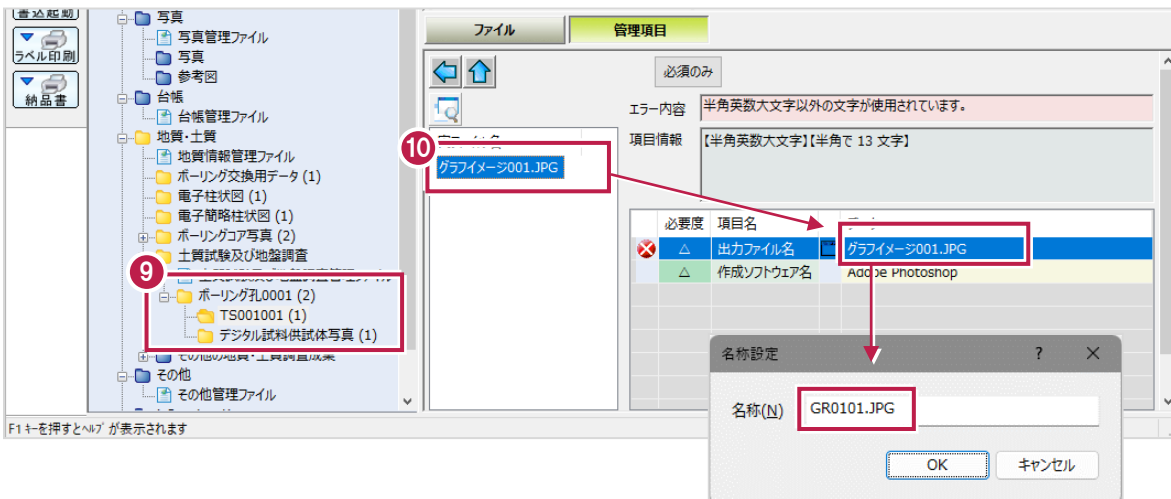 書込起動
ラベル印刷
納品書
写真
写真管理ファイル
写真
参考図
台帳
台帳管理ファイル
地質・土質
地質情報管理ファイル
ボーリング交換用データ (1)
電子柱状図 (1)
電子簡略柱状図 (1)
ボーリングコア写真 (2)
土質試験及び地盤調査
9
ボーリング孔0001 (2)
TS001001 (1)
デジタル試料供試体写真 (1)
その他の地質・土質調査成果
その他
その他管理ファイル
F1 キーを押すとヘルプが表示されます
ファイル
管理項目
必須のみ
エラー内容
半角英数大文字以外の文字が使用されています。
項目情報
【半角英数大文字】【半角で 13 文字】
10
グラフイメージ001.JPG
必要度
項目名
△
出力ファイル名
グラフイメージ001.JPG
△
作成ソフトウェア名
Adobe Photoshop
名称設定
?
×
名称(N)
GR0101.JPG
OK
キャンセル